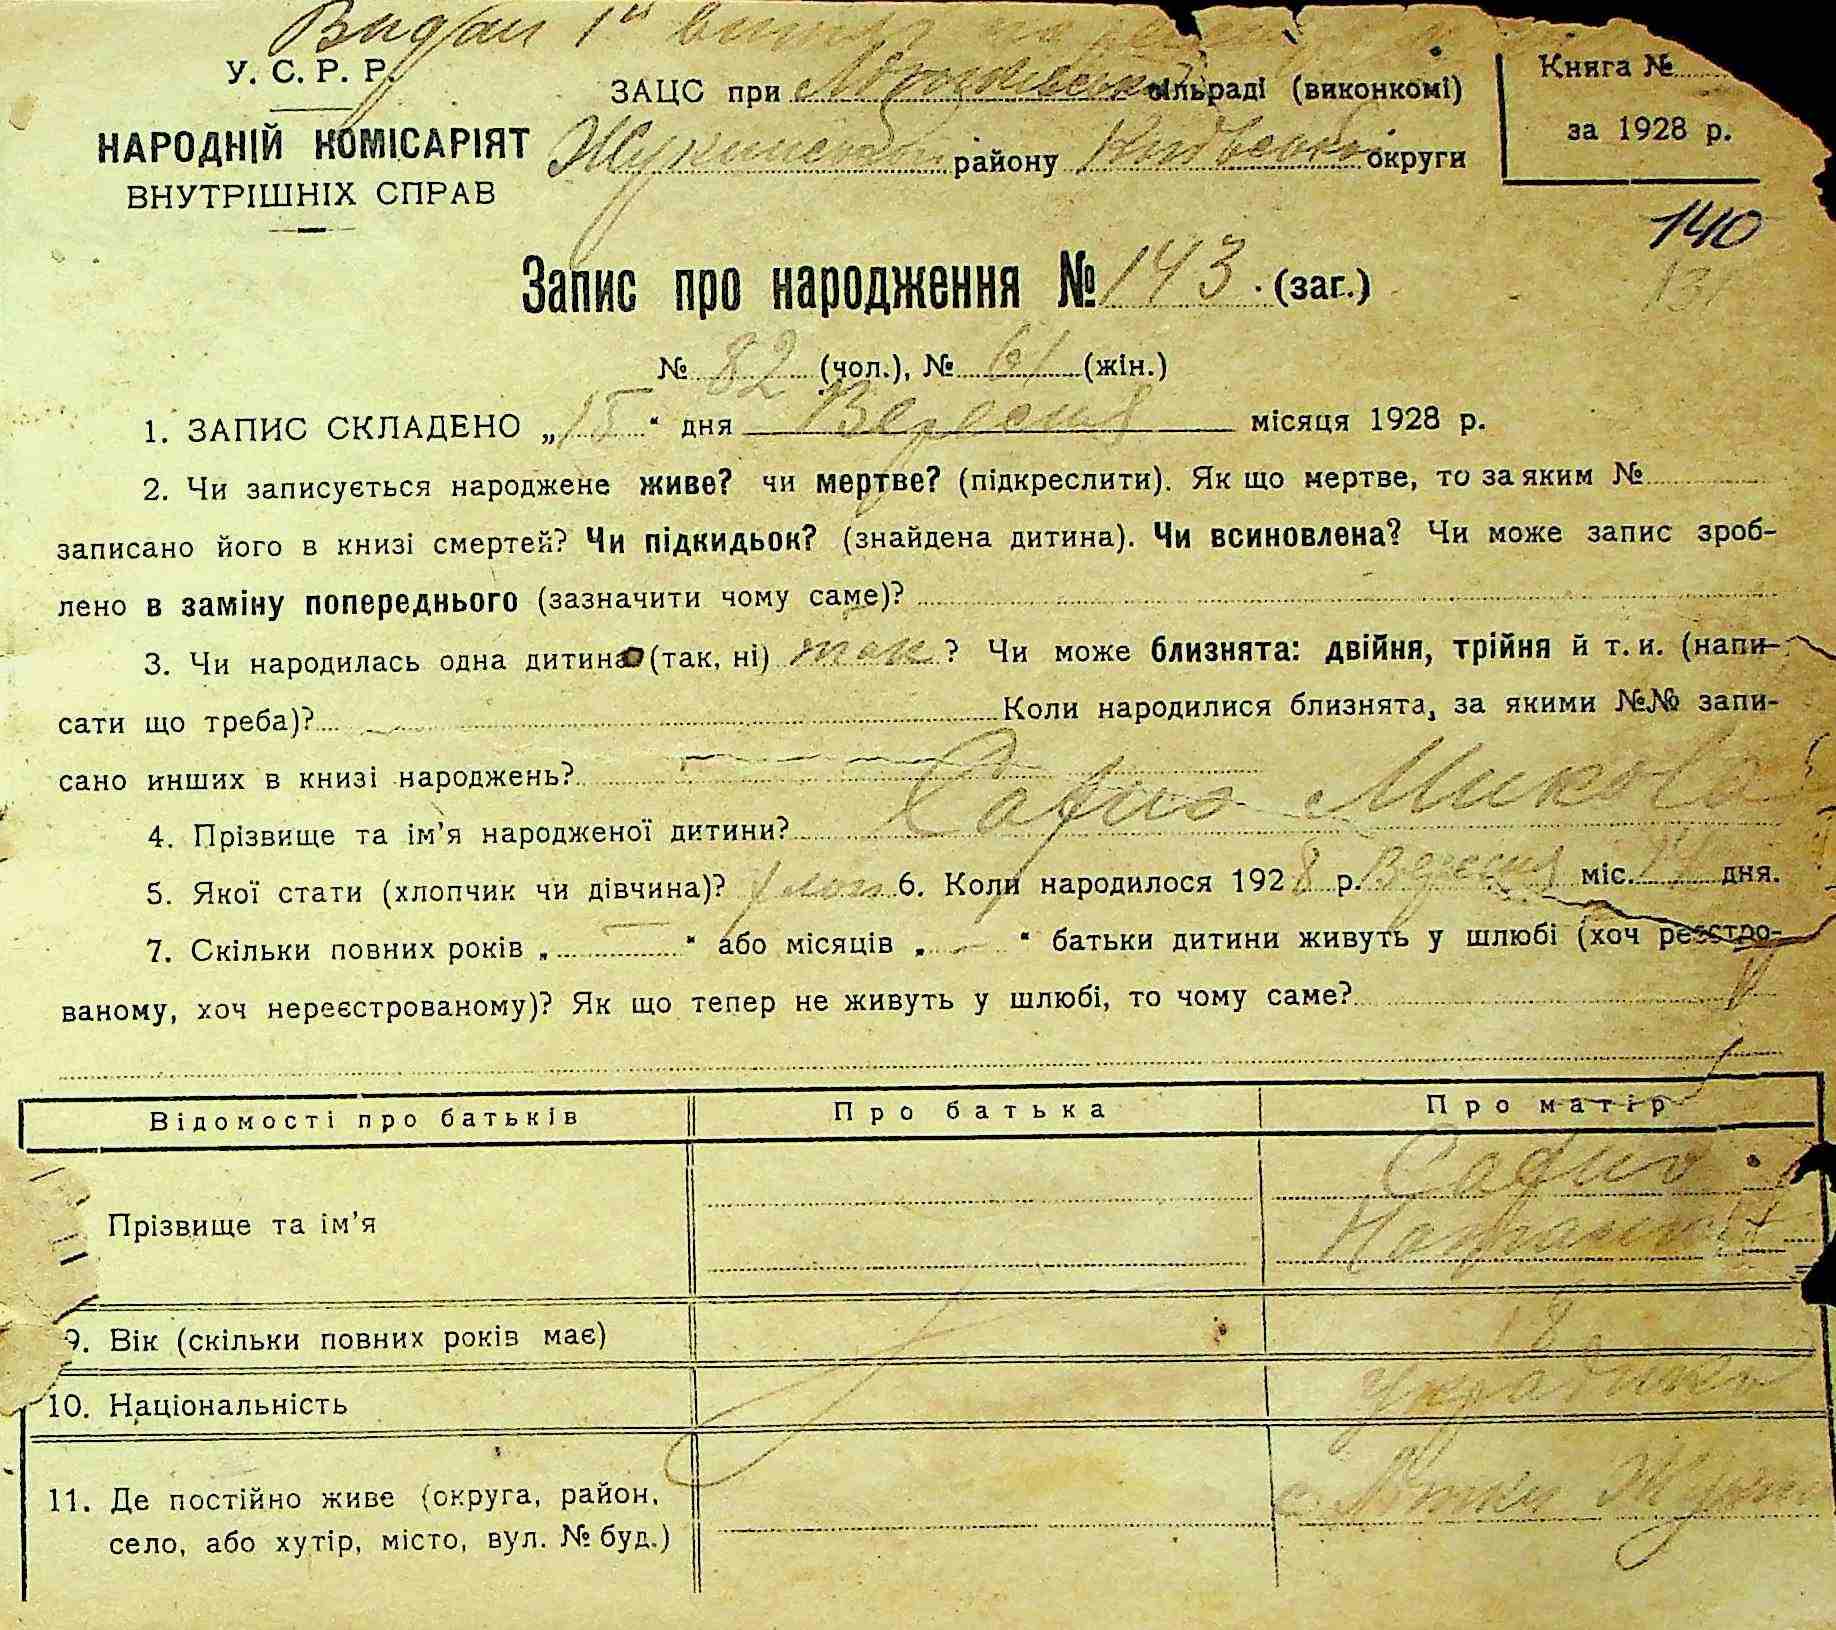 Видан 1й
У. С. Р. Р.
НАРОДНІЙ КОМІСАРІЯТ
ВНУТРІШНІХ СПРАВ
ЗАЦС при сільраді (виконкомі)
району округи
Книга №
за 1928 р.
140
131
Запис про народження № 143 (заг.)
№ 82 (чол.), № 61 (жін.)
1. ЗАПИС СКЛАДЕНО „15“ дня Вересня місяця 1928 р.
2. Чи записується народжене живе? чи мертве? (підкреслити). Як що мертве, то за яким №
записано його в книзі смертей? Чи підкидьок? (знайдена дитина). Чи всиновлена? Чи може запис зроб-
лено в заміну попереднього (зазначити чому саме)?
3. Чи народилась одна дитина (так, ні) так? Чи може близнята: двійня, трійня й т. и. (напи-
сати що треба)? Коли народилися близнята, за якими №№ запи-
сано инших в книзі народжень?
4. Прізвище та ім’я народженої дитини? Микола
5. Якої стати (хлопчик чи дівчина)? хлоп 6. Коли народилося 1928 р. Вересня міс. 14 дня.
7. Скільки повних років „ “ або місяців „ “ батьки дитини живуть у шлюбі (хоч реєстро-
ваному, хоч нереєстрованому)? Як що тепер не живуть у шлюбі, то чому саме?
Відомості про батьків Про батька Про матір
Прізвище та ім’я
9. Вік (скільки повних років має) 18
10. Національність Українка
11. Де постійно живе (округа, район,
село, або хутір, місто, вул. № буд.)